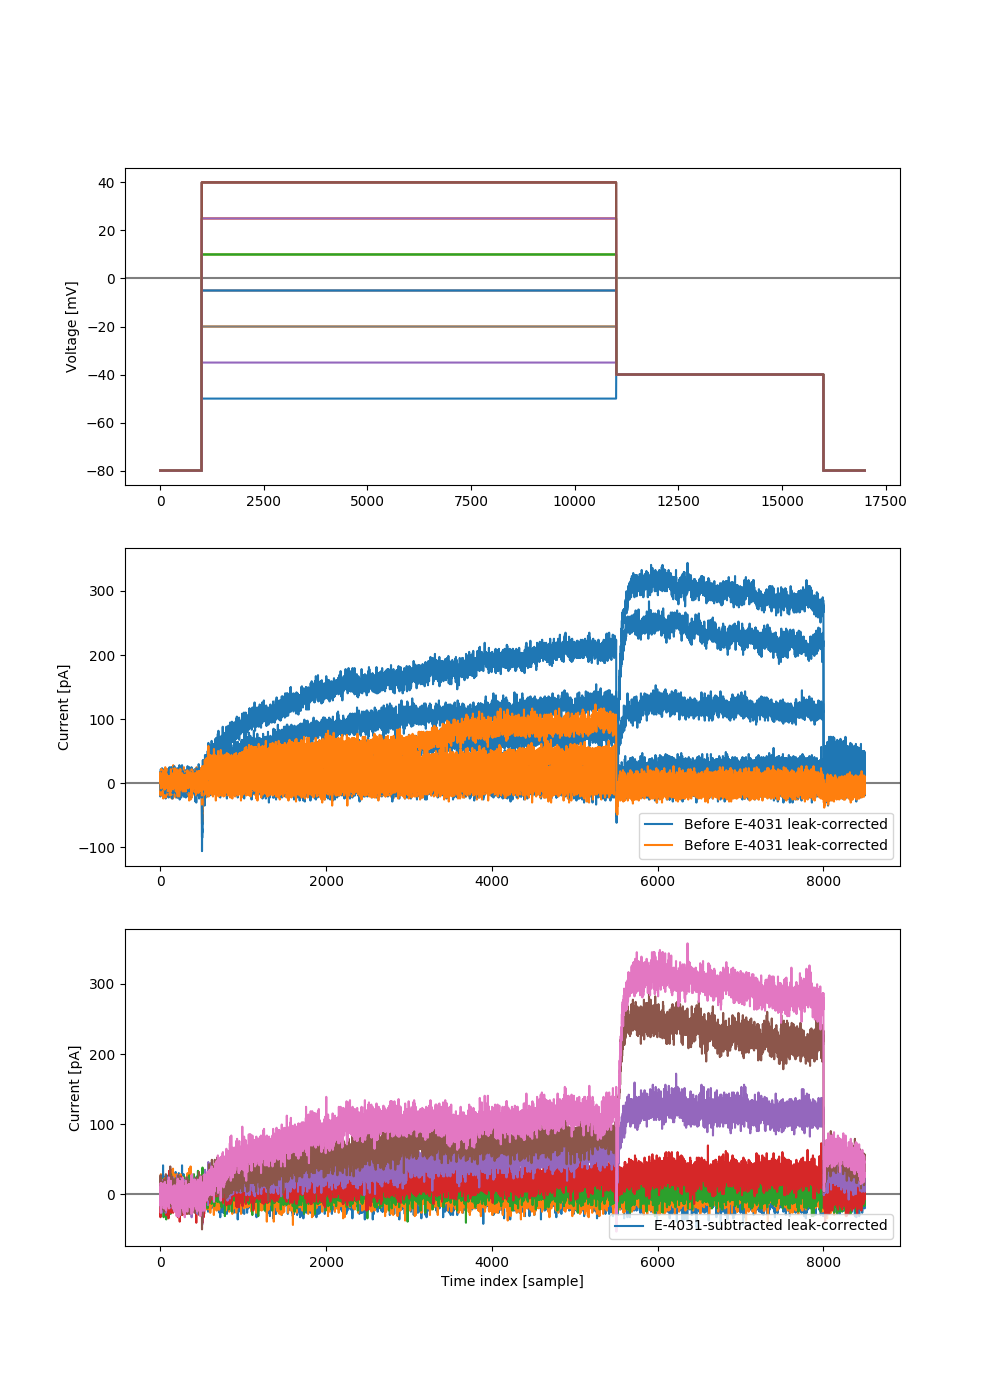 40
20
0
−20
−40
−60
−80
Voltage [mV]
0 2500 5000 7500 10000 12500 15000 17500
300
200
100
0
−100
Current [pA]
Before E-4031 leak-corrected
Before E-4031 leak-corrected
0 2000 4000 6000 8000
300
200
100
0
Current [pA]
E-4031-subtracted leak-corrected
0 2000 4000 6000 8000
Time index [sample]